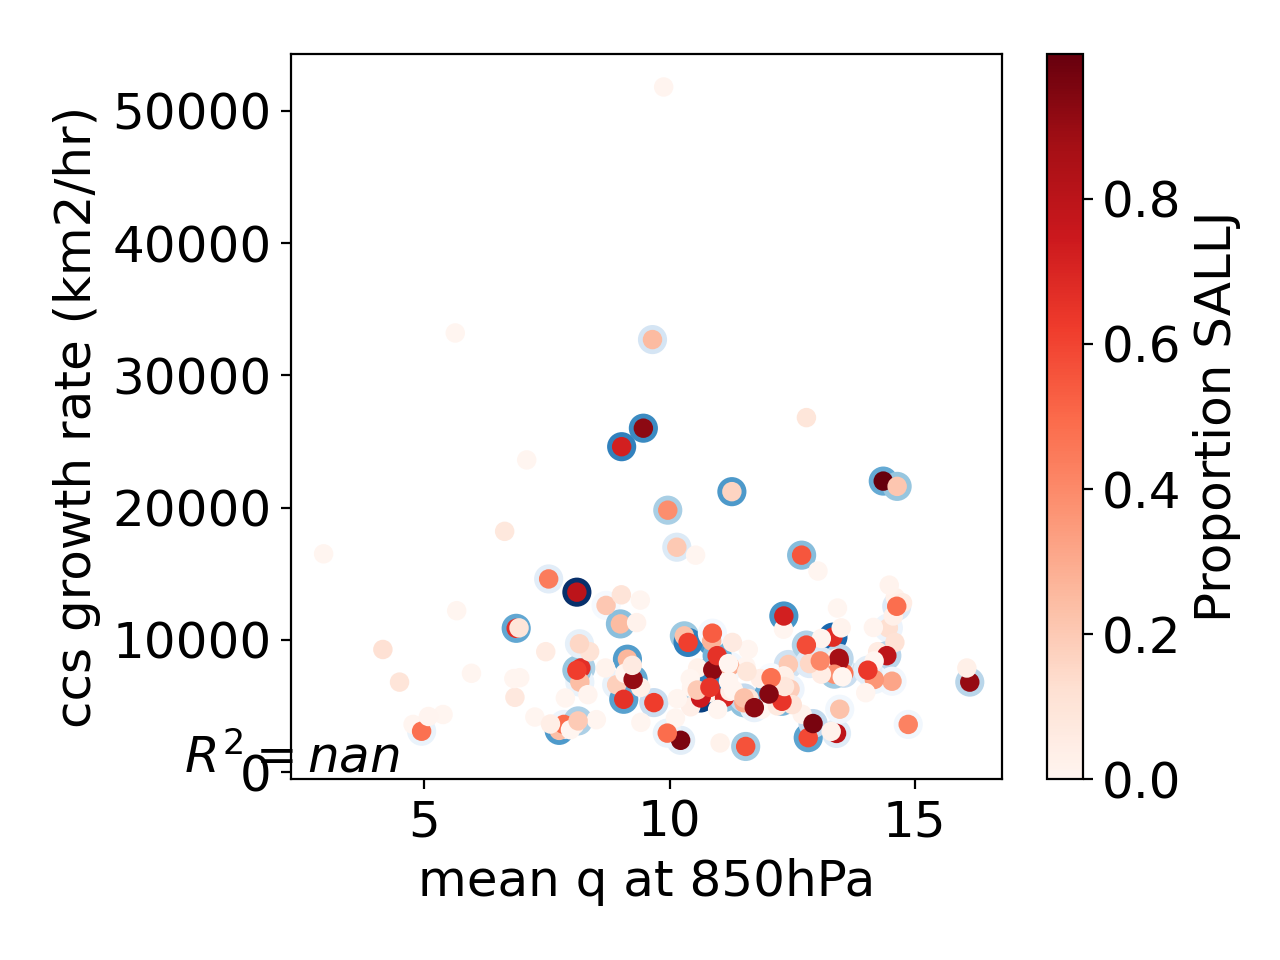 ccs growth rate (km2/hr)
50000
40000
30000
20000
10000
0
R² = nan
5 10 15
mean q at 850hPa
0.8
0.6
0.4
0.2
0.0
Proportion SALLJ